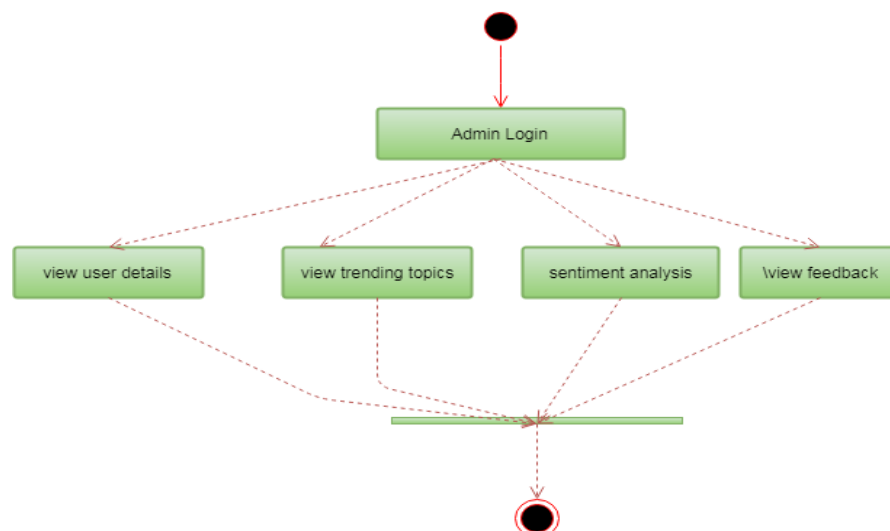 Admin Login
view user details
view trending topics
sentiment analysis
\view feedback